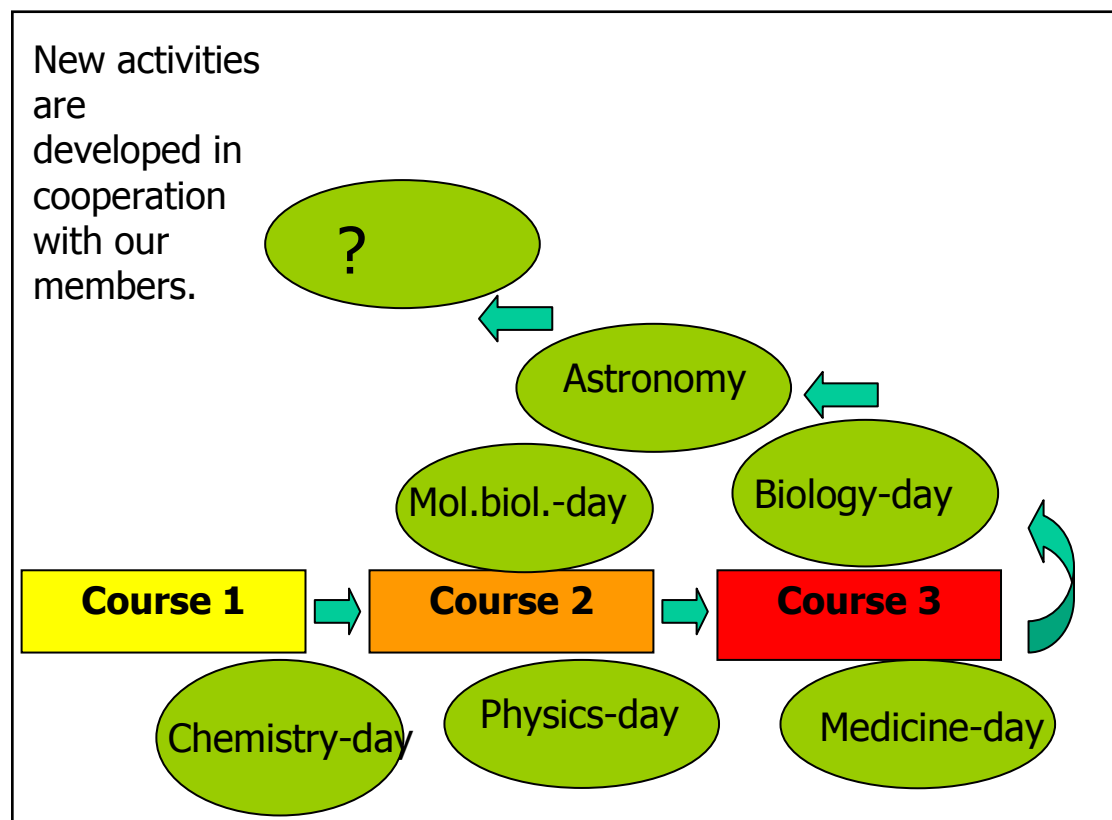 New activities
are
developed in
cooperation
with our
members.
?
Astronomy
Mol.biol.-day
Biology-day
Course 1
Course 2
Course 3
Chemistry-day
Physics-day
Medicine-day